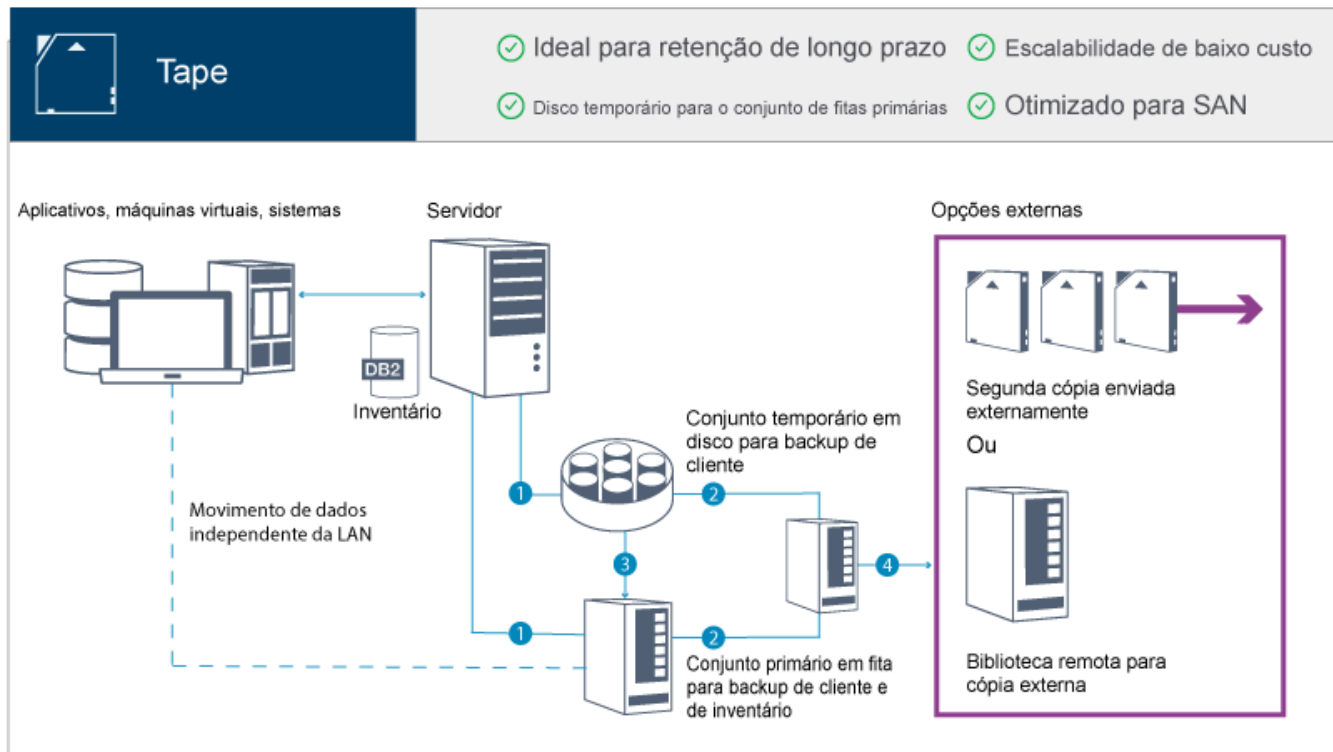 Tape
Ideal para retenção de longo prazo
Escalabilidade de baixo custo
Disco temporário para o conjunto de fitas primárias
Otimizado para SAN
Aplicativos, máquinas virtuais, sistemas
Servidor
Opções externas
DB2
Inventário
Segunda cópia enviada
externamente
Ou
Conjunto temporário em
disco para backup de
cliente
1
2
Movimento de dados
independente da LAN
3
4
1
2
Conjunto primário em fita
para backup de cliente e
de inventário
Biblioteca remota para
cópia externa